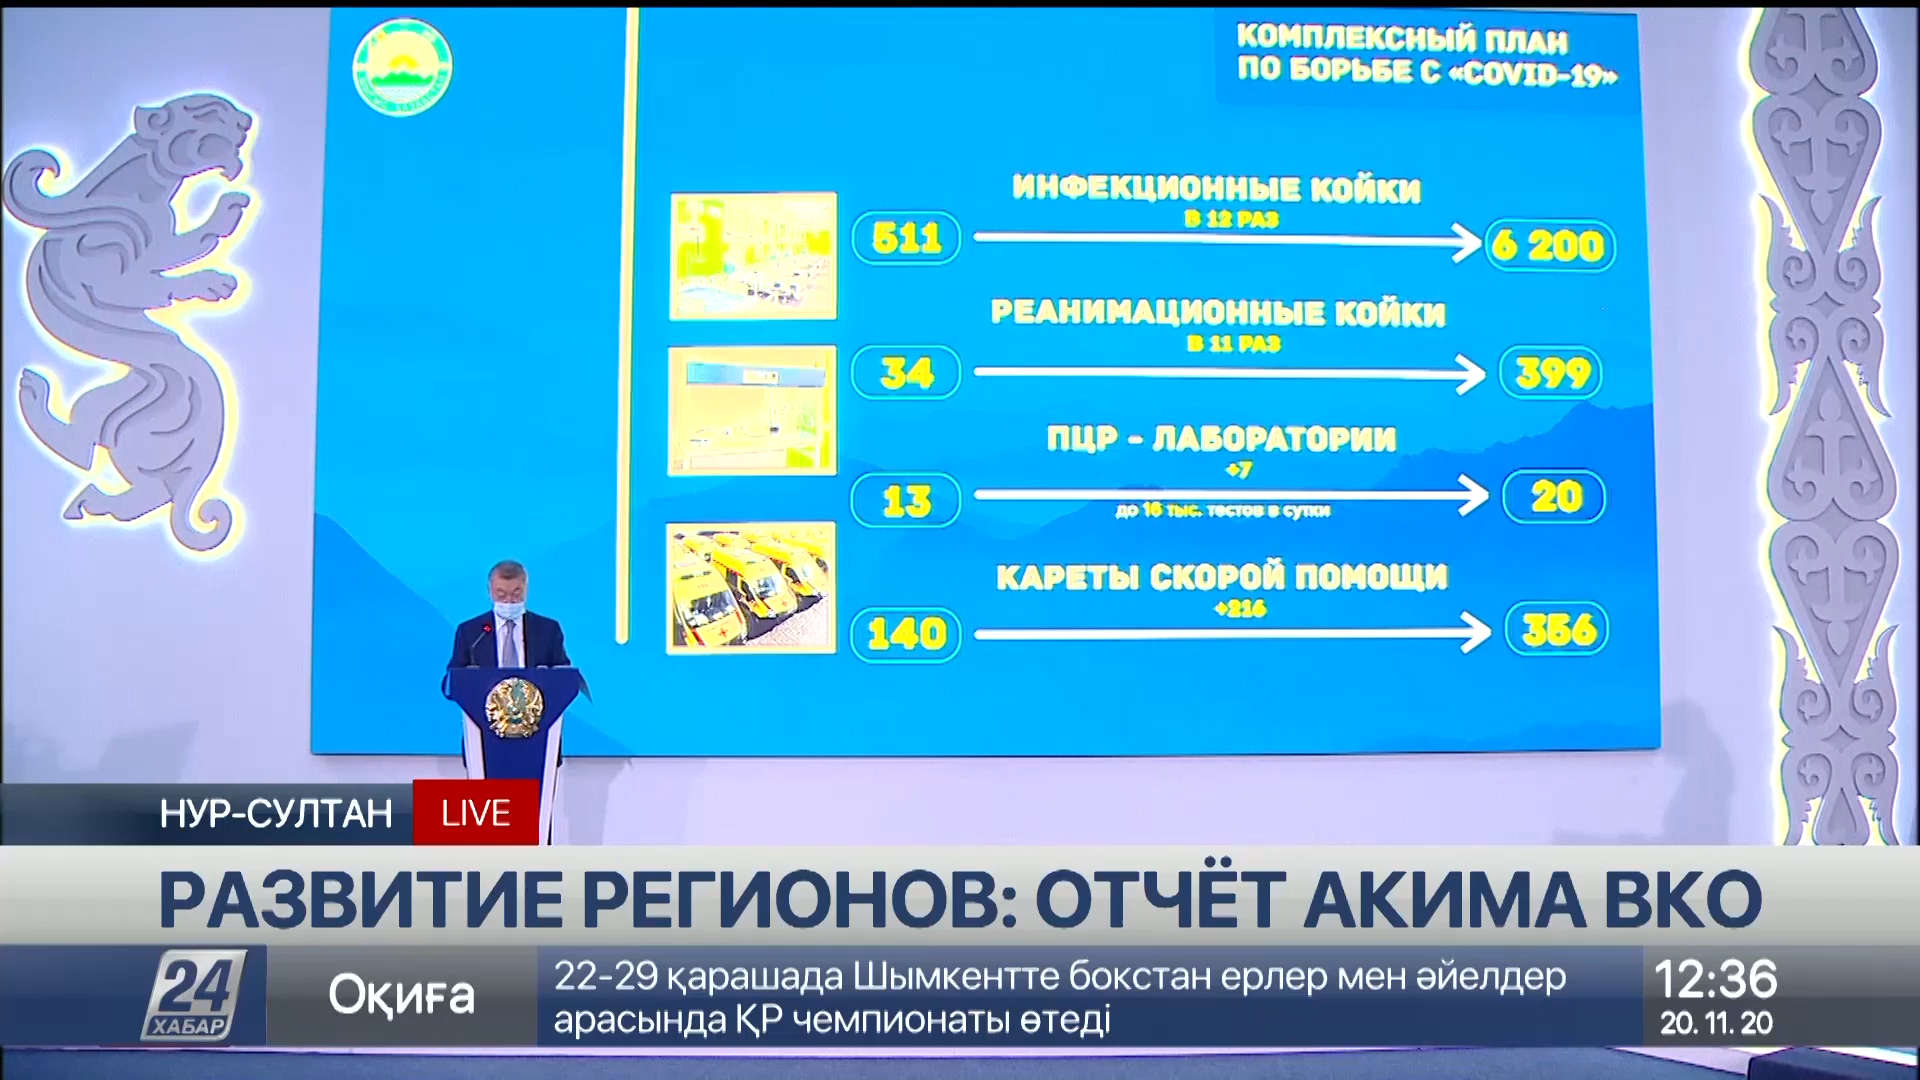 КОМПЛЕКСНЫЙ ПЛАН
ПО БОРЬБЕ С «COVID-19»
ИНФЕКЦИОННЫЕ КОЙКИ
В 12 РАЗ
511
6 200
РЕАНИМАЦИОННЫЕ КОЙКИ
В 11 РАЗ
34
399
ПЦР - ЛАБОРАТОРИИ
+7
13
20
до 16 тыс. тестов в сутки
КАРЕТЫ СКОРОЙ ПОМОЩИ
+216
140
356
НУР-СУЛТАН
LIVE
РАЗВИТИЕ РЕГИОНОВ: ОТЧЁТ АКИМА ВКО
24
ХАБАР
Оқиға
22-29 қарашада Шымкентте бокстан ерлер мен әйелдер
арасында ҚР чемпионаты өтеді
12:36
20. 11. 20